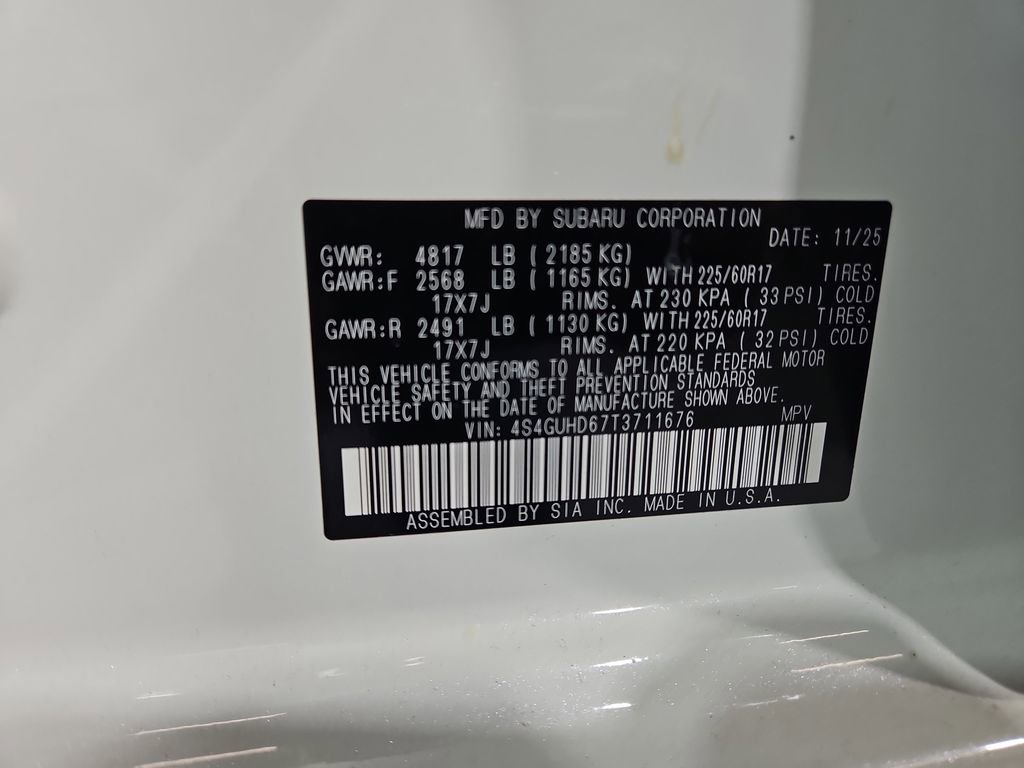 MFD BY SUBARU CORPORATION
DATE: 11/25
GVWR: 4817 LB (2185 KG)
GAWR:F 2568 LB (1165 KG) WITH 225/60R17 TIRES.
17X7J RIMS. AT 230 KPA (33 PSI) COLD
GAWR:R 2491 LB (1130 KG) WITH 225/60R17 TIRES.
17X7J RIMS. AT 220 KPA (32 PSI) COLD
THIS VEHICLE CONFORMS TO ALL APPLICABLE FEDERAL MOTOR
VEHICLE SAFETY AND THEFT PREVENTION STANDARDS
IN EFFECT ON THE DATE OF MANUFACTURE SHOWN ABOVE.
VIN: 4S4GUHD67T3711676 MPV
ASSEMBLED BY SIA INC. MADE IN U.S.A.